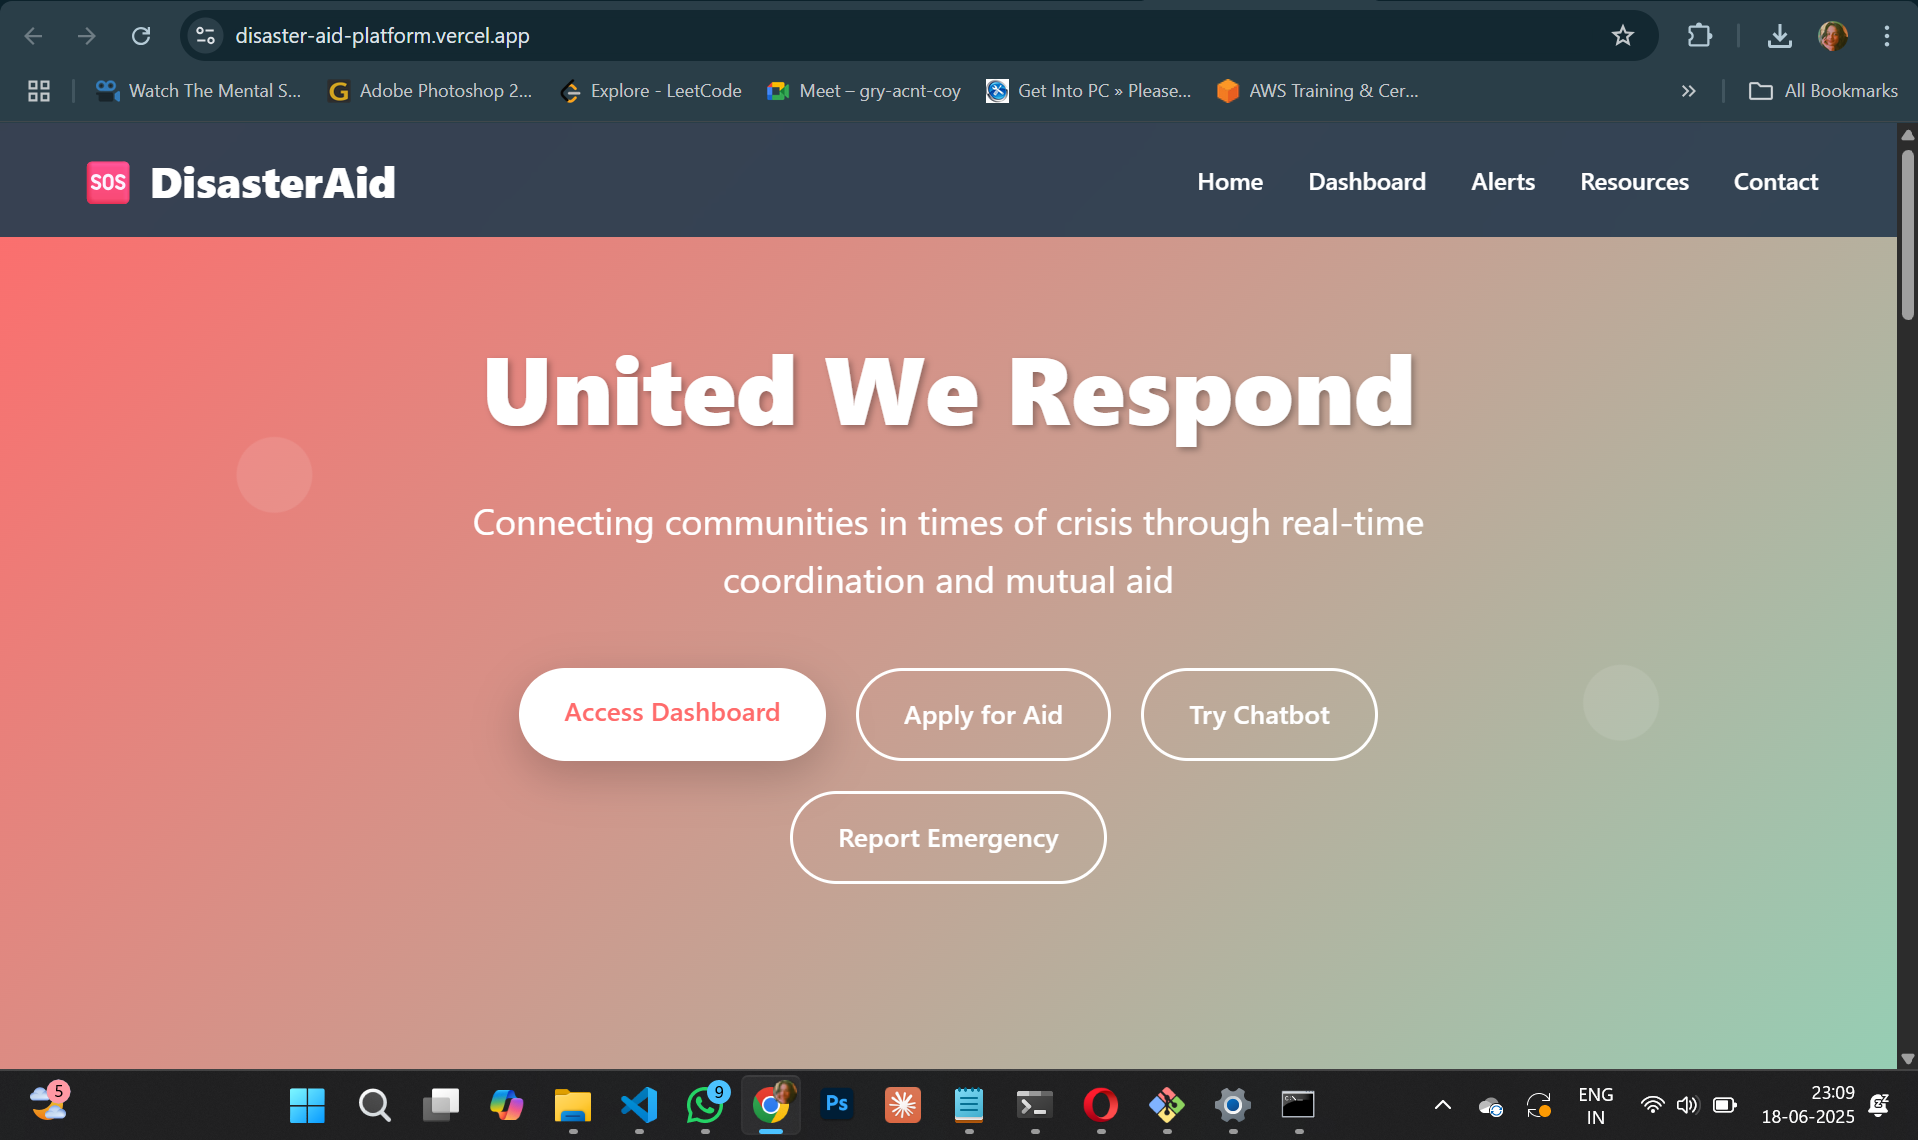 disaster-aid-platform.vercel.app
Watch The Mental S...
Adobe Photoshop 2...
Explore - LeetCode
Meet – gry-acnt-coy
Get Into PC » Please...
AWS Training & Cer...
»
All Bookmarks
SOS DisasterAid
Home
Dashboard
Alerts
Resources
Contact
United We Respond
Connecting communities in times of crisis through real-time
coordination and mutual aid
Access Dashboard
Apply for Aid
Try Chatbot
Report Emergency
5
9
Ps
ENG
IN
23:09
18-06-2025